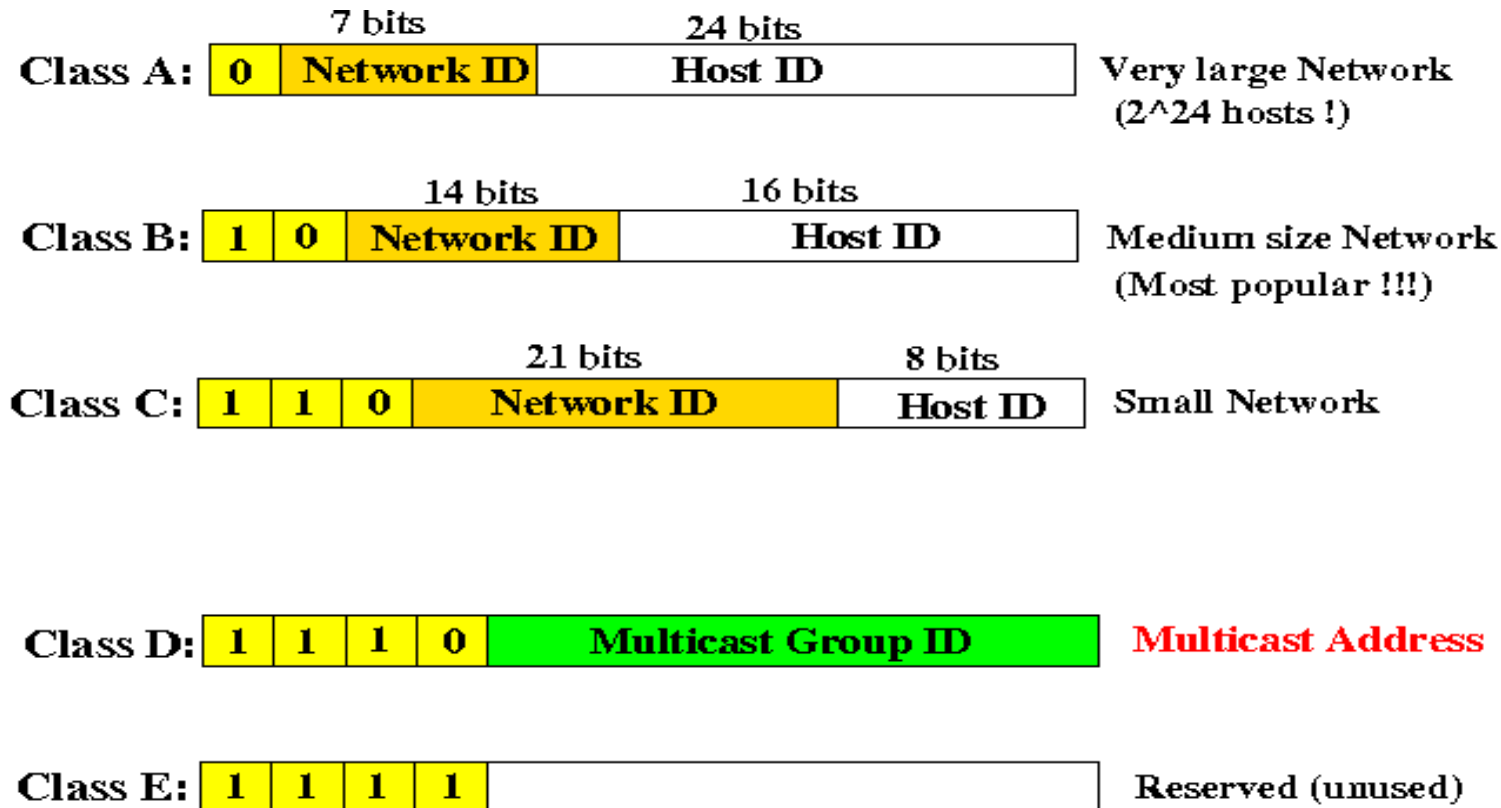 7 bits 24 bits
Class A: 0 Network ID Host ID Very large Network
(2^24 hosts !)
14 bits 16 bits
Class B: 1 0 Network ID Host ID Medium size Network
(Most popular !!!)
21 bits 8 bits
Class C: 1 1 0 Network ID Host ID Small Network
Class D: 1 1 1 0 Multicast Group ID Multicast Address
Class E: 1 1 1 1 Reserved (unused)